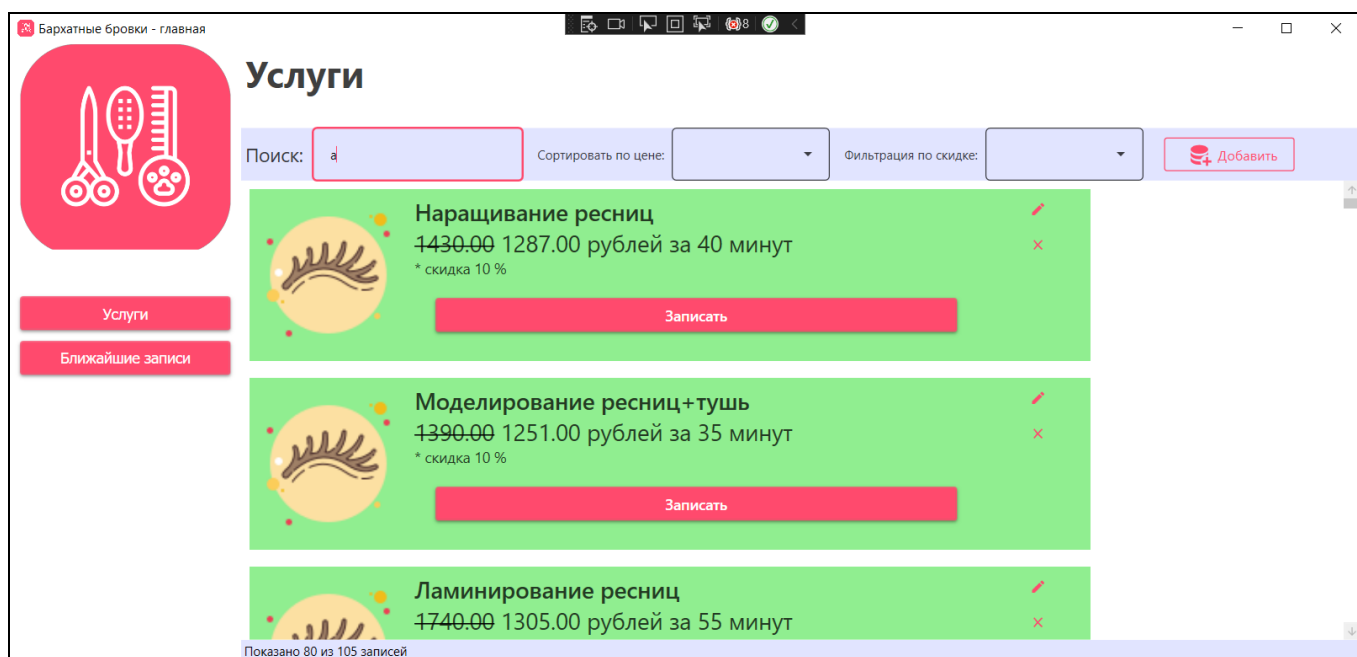 Бархатные бровки - главная
8
Услуги
Поиск: а Сортировать по цене: Фильтрация по скидке: Добавить
Наращивание ресниц
1430.00 1287.00 рублей за 40 минут
* скидка 10 %
Записать
Услуги
Ближайшие записи
Моделирование ресниц+тушь
1390.00 1251.00 рублей за 35 минут
* скидка 10 %
Записать
Ламинирование ресниц
1740.00 1305.00 рублей за 55 минут
Показано 80 из 105 записей